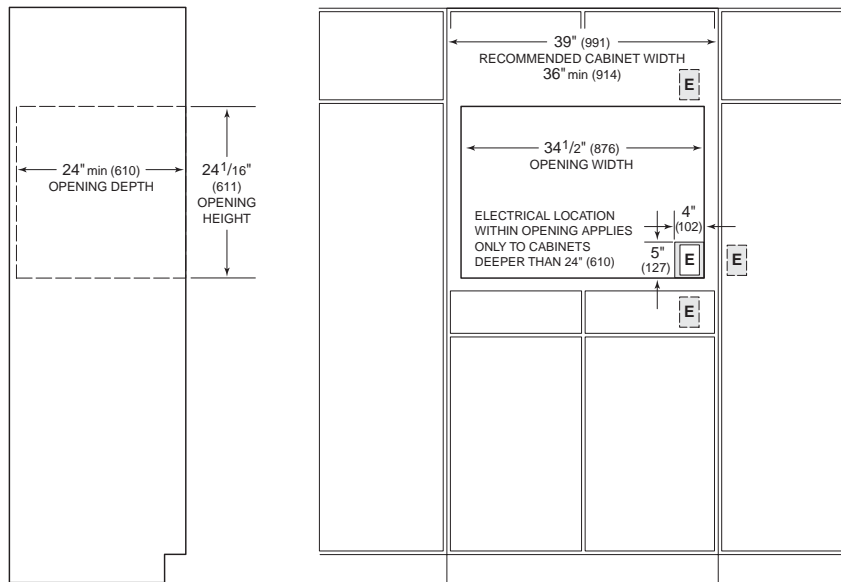 24" min (610)
OPENING DEPTH
24 1/16"
(611)
OPENING
HEIGHT
39" (991)
RECOMMENDED CABINET WIDTH
36" min (914)
E
34 1/2" (876)
OPENING WIDTH
ELECTRICAL LOCATION
WITHIN OPENING APPLIES
ONLY TO CABINETS
DEEPER THAN 24" (610)
4"
(102)
5"
(127)
E
E
E